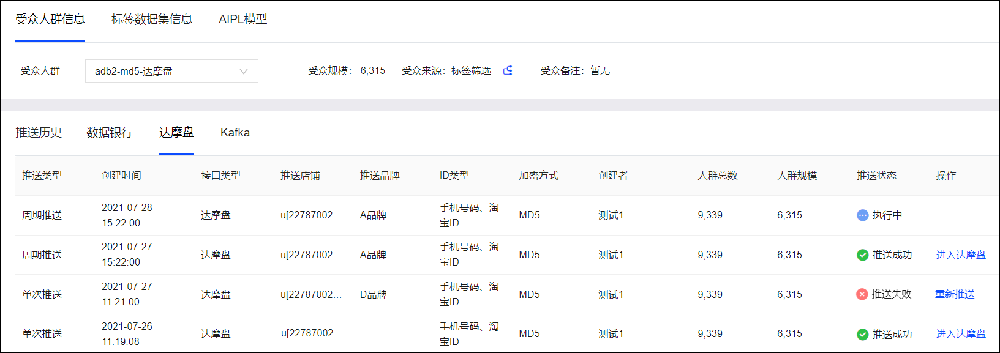 受众人群信息 标签数据集信息 AIPL模型
受众人群 adb2-md5-达摩盘 受众规模： 6,315 受众来源：标签筛选 受众备注：暂无
推送历史 数据银行 达摩盘 Kafka
推送类型 创建时间 接口类型 推送店铺 推送品牌 ID类型 加密方式 创建者 人群总数 人群规模 推送状态 操作
周期推送 2021-07-28 15:22:00 达摩盘 u[22787002... A品牌 手机号码、淘宝ID MD5 测试1 9,339 6,315 执行中
周期推送 2021-07-27 15:22:00 达摩盘 u[22787002... A品牌 手机号码、淘宝ID MD5 测试1 9,339 6,315 推送成功 进入达摩盘
单次推送 2021-07-27 11:21:00 达摩盘 u[22787002... D品牌 手机号码、淘宝ID MD5 测试1 9,339 6,315 推送失败 重新推送
单次推送 2021-07-26 11:19:08 达摩盘 u[22787002... - 手机号码、淘宝ID MD5 测试1 9,339 6,315 推送成功 进入达摩盘